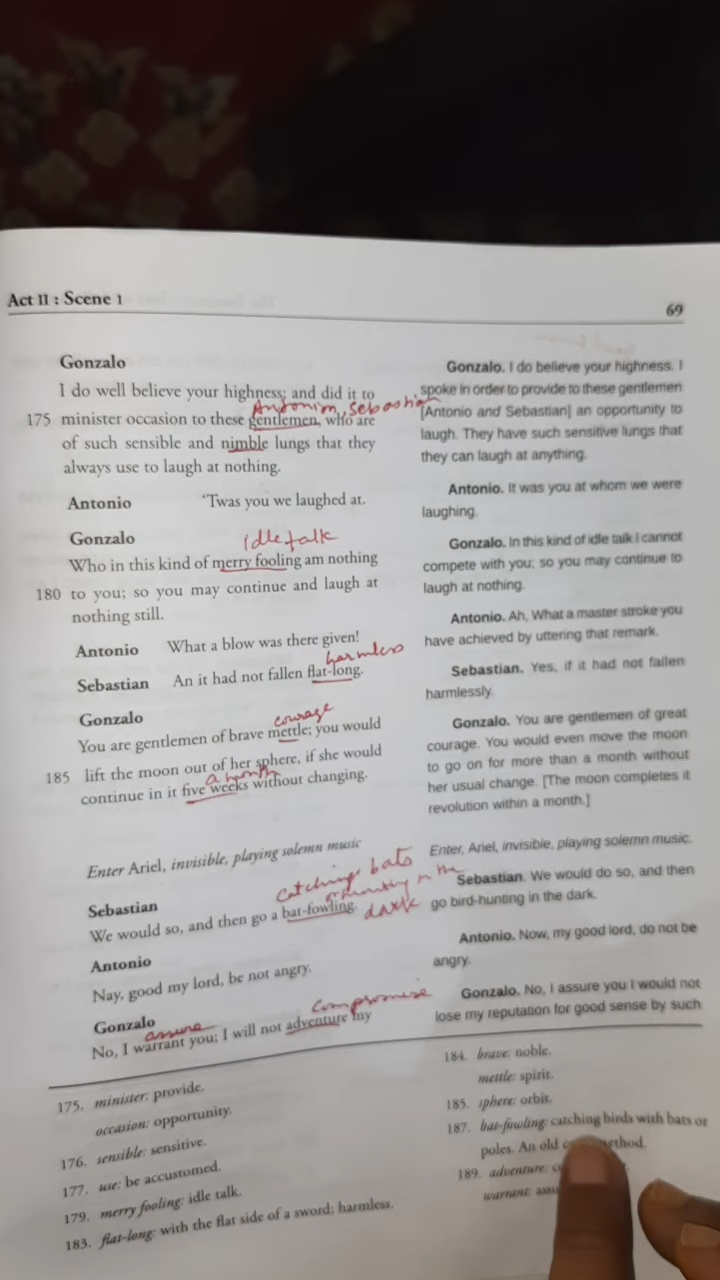 Act II : Scene 1
69
Gonzalo
I do well believe your highness; and did it to
Antonion, Sebastian
175 minister occasion to these gentlemen, who are
of such sensible and nimble lungs that they
always use to laugh at nothing.
Antonio 'Twas you we laughed at.
Gonzalo
idle talk
Who in this kind of merry fooling am nothing
180 to you; so you may continue and laugh at
nothing still.
Antonio What a blow was there given!
harmless
Sebastian An it had not fallen flat-long.
Gonzalo
courage
You are gentlemen of brave mettle; you would
185 lift the moon out of her sphere, if she would
a month
continue in it five weeks without changing.
Enter Ariel, invisible, playing solemn music
catching bats
hunting in the
Sebastian
We would so, and then go a bat-fowling.
dark
Antonio
Nay, good my lord, be not angry.
Gonzalo
compromise
assure
No, I warrant you; I will not adventure my
Gonzalo. I do believe your highness. I
spoke in order to provide to these gentlemen
[Antonio and Sebastian] an opportunity to
laugh. They have such sensitive lungs that
they can laugh at anything.
Antonio. It was you at whom we were
laughing.
Gonzalo. In this kind of idle talk I cannot
compete with you; so you may continue to
laugh at nothing.
Antonio. Ah, What a master stroke you
have achieved by uttering that remark.
Sebastian. Yes, if it had not fallen
harmlessly.
Gonzalo. You are gentlemen of great
courage. You would even move the moon
to go on for more than a month without
her usual change. [The moon completes it
revolution within a month.]
Enter, Ariel, invisible, playing solemn music.
Sebastian. We would do so, and then
go bird-hunting in the dark.
Antonio. Now, my good lord, do not be
angry.
Gonzalo. No, I assure you I would not
lose my reputation for good sense by such
175. minister: provide.
occasion: opportunity.
176. sensible: sensitive.
177. use: be accustomed.
179. merry fooling: idle talk.
183. flat-long: with the flat side of a sword; harmless.
184. brave: noble.
mettle: spirit.
185. sphere: orbit.
187. bat-fowling: catching birds with bats or
poles. An old
189. adventure:
warrant: